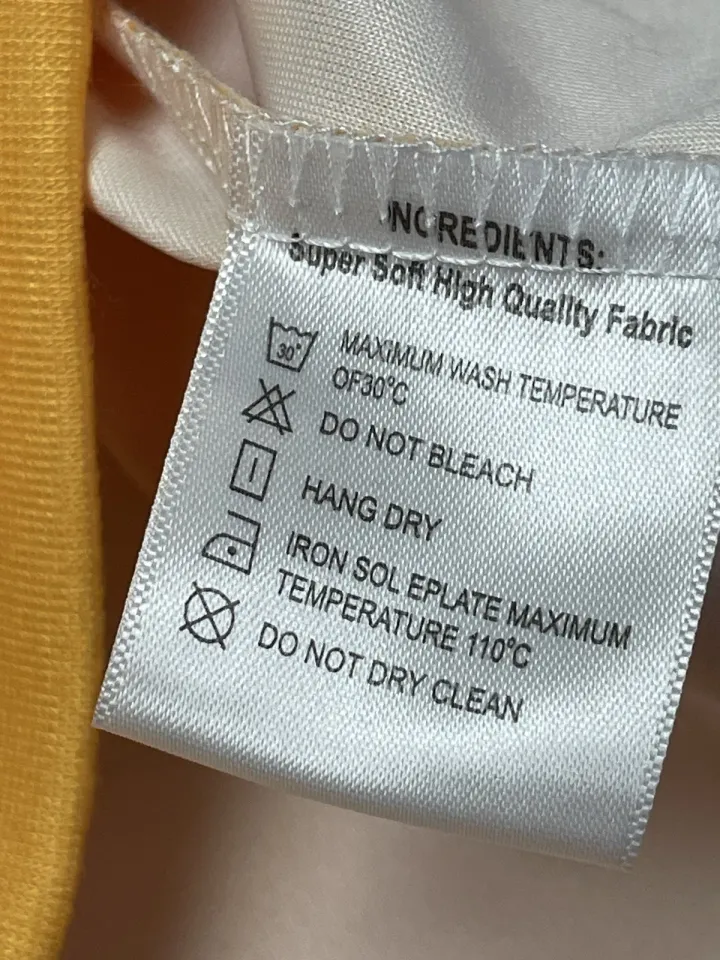 INGREDIENTS:
Super Soft High Quality Fabric
30°
MAXIMUM WASH TEMPERATURE
OF30°C
DO NOT BLEACH
HANG DRY
IRON SOL EPLATE MAXIMUM
TEMPERATURE 110°C
DO NOT DRY CLEAN